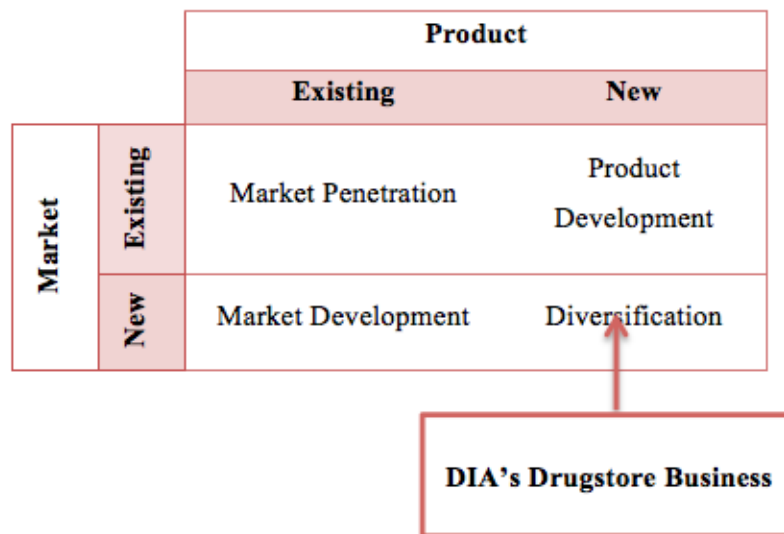 Product
Existing
New
Market
Existing
Market Penetration
Product
Development
New
Market Development
Diversification
DIA's Drugstore Business